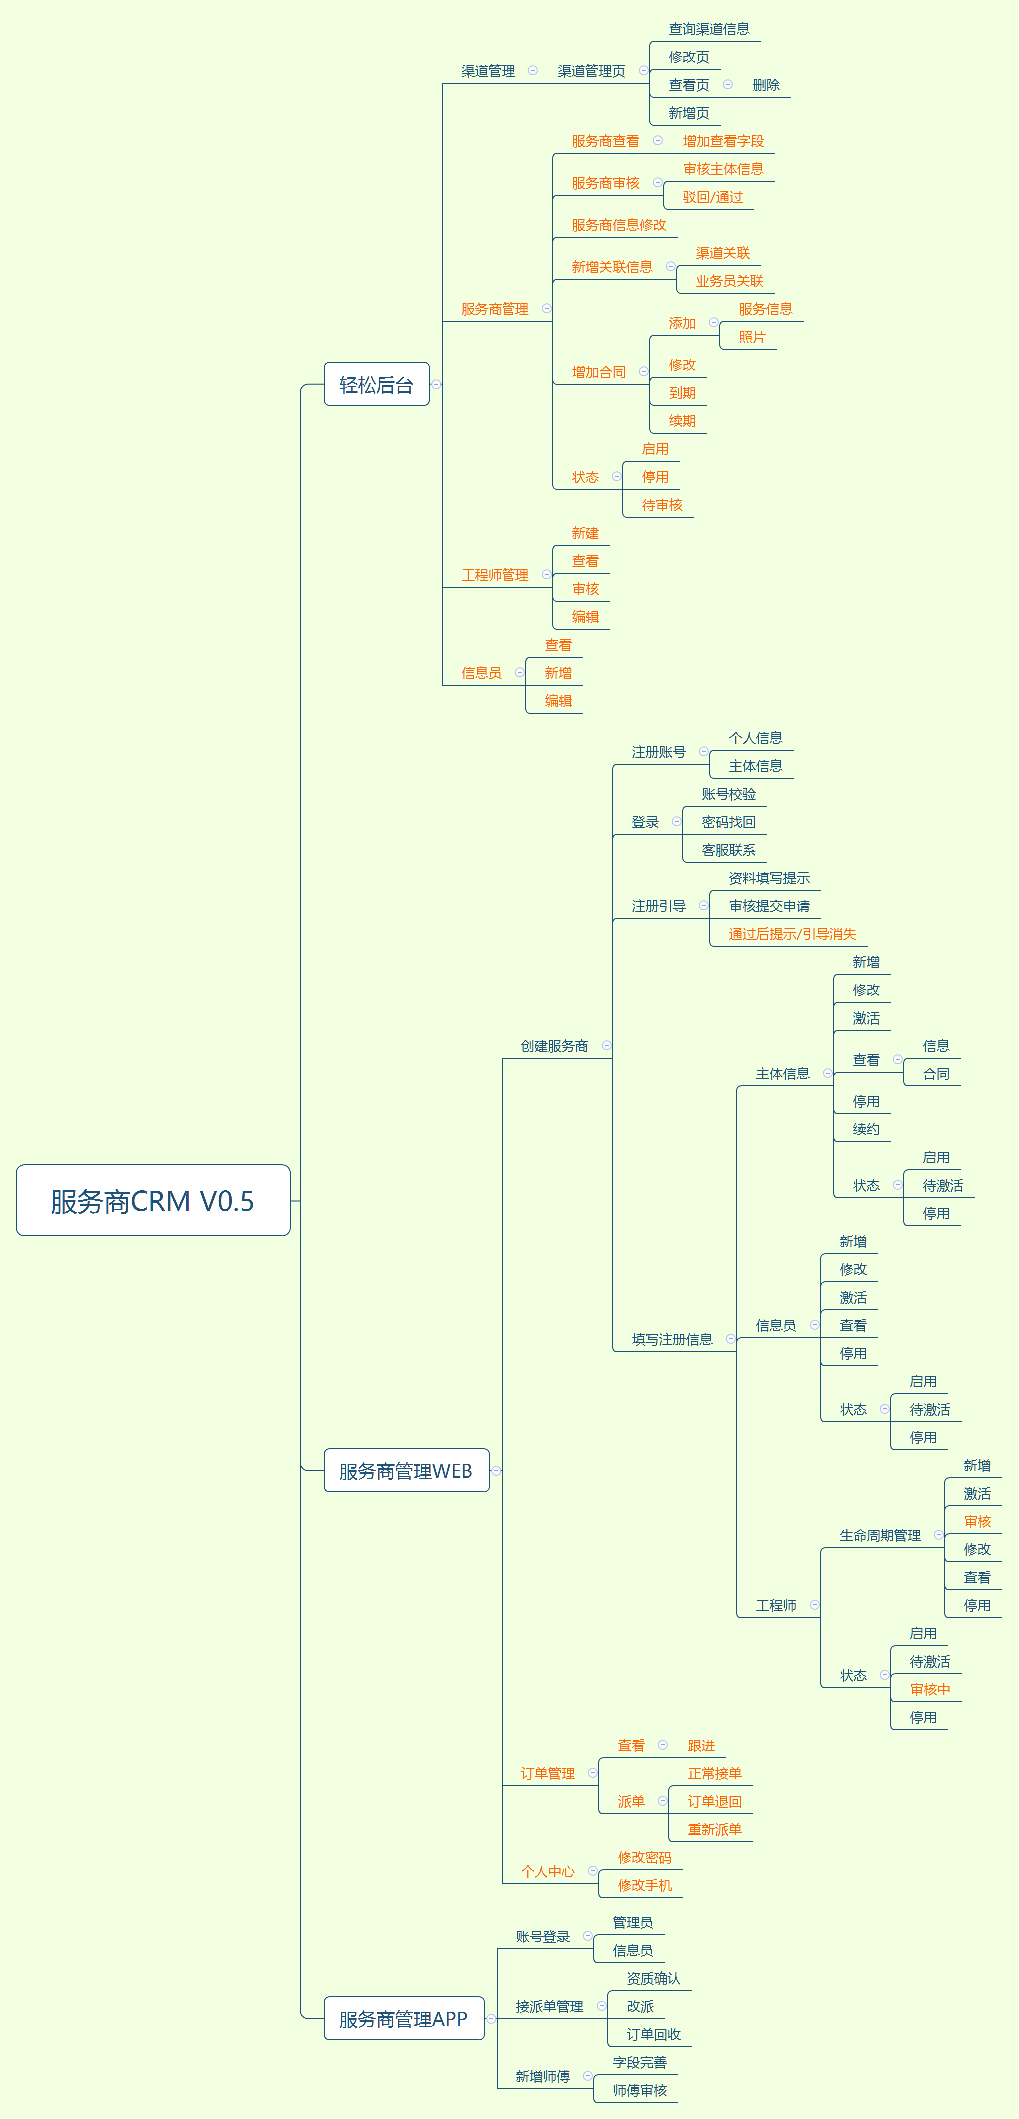 服务商CRM V0.5
轻松后台
渠道管理
渠道管理页
查询渠道信息
修改页
查看页
删除
新增页
服务商管理
服务商查看
增加查看字段
服务商审核
审核主体信息
驳回/通过
服务商信息修改
新增关联信息
渠道关联
业务员关联
增加合同
添加
服务信息
照片
修改
到期
续期
状态
启用
停用
待审核
工程师管理
新建
查看
审核
编辑
信息员
查看
新增
编辑
服务商管理WEB
创建服务商
注册账号
个人信息
主体信息
登录
账号校验
密码找回
客服联系
注册引导
资料填写提示
审核提交申请
通过后提示/引导消失
填写注册信息
主体信息
新增
修改
激活
查看
信息
合同
停用
续约
状态
启用
待激活
停用
信息员
新增
修改
激活
查看
停用
状态
启用
待激活
停用
工程师
生命周期管理
新增
激活
审核
修改
查看
停用
状态
启用
待激活
审核中
停用
订单管理
查看
跟进
派单
正常接单
订单退回
重新派单
个人中心
修改密码
修改手机
服务商管理APP
账号登录
管理员
信息员
接派单管理
资质确认
改派
订单回收
新增师傅
字段完善
师傅审核